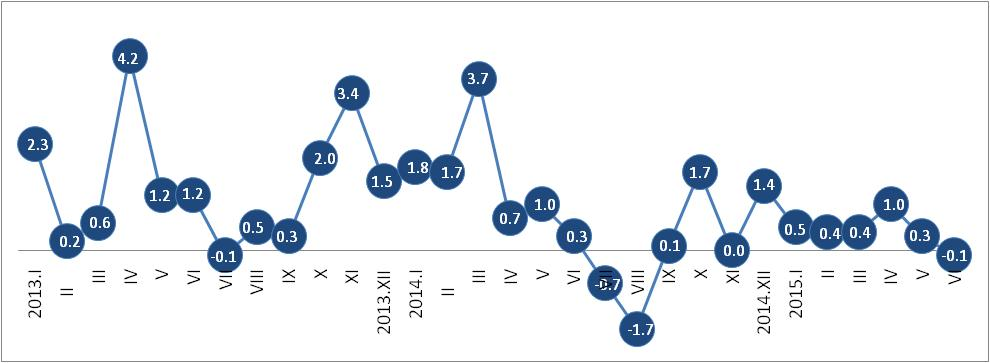 2.3
0.2
0.6
4.2
1.2
1.2
-0.1
0.5
0.3
2.0
3.4
1.5
1.8
1.7
3.7
0.7
1.0
0.3
-0.7
-1.7
0.1
1.7
0.0
1.4
0.5
0.4
0.4
1.0
0.3
-0.1
2013.I
II
III
IV
V
VI
VII
VIII
IX
X
XI
2013.XII
2014.I
II
III
IV
V
VI
VII
VIII
IX
X
XI
2014.XII
2015.I
II
III
IV
V
VI